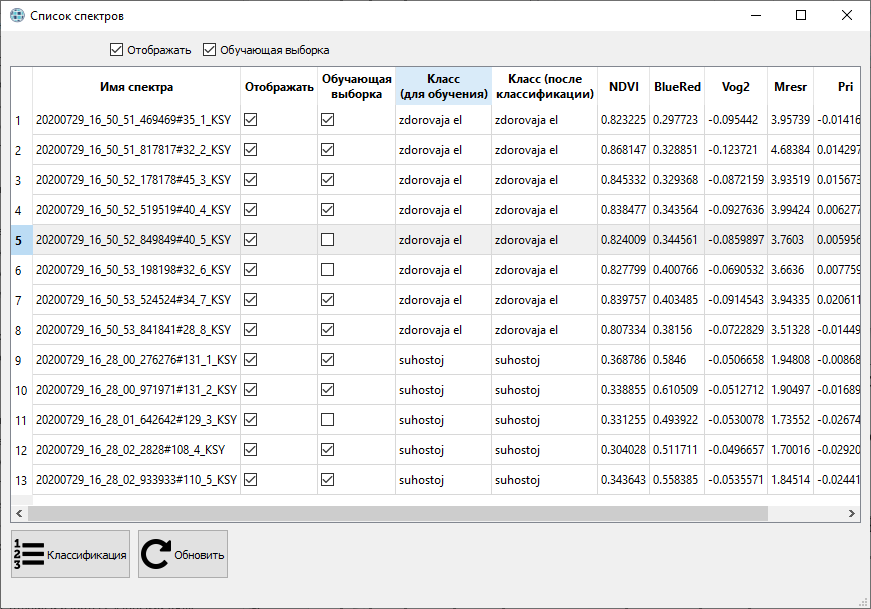 Список спектров
Отображать Обучающая выборка
Имя спектра Отображать Обучающая выборка Класс (для обучения) Класс (после классификации) NDVI BlueRed Vog2 Mresr Pri
1 20200729_16_50_51_469469#35_1_KSY zdorovaja el zdorovaja el 0.823225 0.297723 -0.095442 3.95739 -0.01416
2 20200729_16_50_51_817817#32_2_KSY zdorovaja el zdorovaja el 0.868147 0.328851 -0.123721 4.68384 0.014297
3 20200729_16_50_52_178178#45_3_KSY zdorovaja el zdorovaja el 0.845332 0.329368 -0.0872159 3.93519 0.015673
4 20200729_16_50_52_519519#40_4_KSY zdorovaja el zdorovaja el 0.838477 0.343564 -0.0927636 3.99424 0.006277
5 20200729_16_50_52_849849#40_5_KSY zdorovaja el zdorovaja el 0.824009 0.344561 -0.0859897 3.7603 0.005956
6 20200729_16_50_53_198198#32_6_KSY zdorovaja el zdorovaja el 0.827799 0.400766 -0.0690532 3.6636 0.007759
7 20200729_16_50_53_524524#34_7_KSY zdorovaja el zdorovaja el 0.839757 0.403485 -0.0914543 3.94335 0.020611
8 20200729_16_50_53_841841#28_8_KSY zdorovaja el zdorovaja el 0.807334 0.38156 -0.0722829 3.51328 -0.01449
9 20200729_16_28_00_276276#131_1_KSY suhostoj suhostoj 0.368786 0.5846 -0.0506658 1.94808 -0.00868
10 20200729_16_28_00_971971#131_2_KSY suhostoj suhostoj 0.338855 0.610509 -0.0512712 1.90497 -0.01689
11 20200729_16_28_01_642642#129_3_KSY suhostoj suhostoj 0.331255 0.493922 -0.0530078 1.73552 -0.02674
12 20200729_16_28_02_2828#108_4_KSY suhostoj suhostoj 0.304028 0.511711 -0.0496657 1.70016 -0.02920
13 20200729_16_28_02_933933#110_5_KSY suhostoj suhostoj 0.343643 0.558385 -0.0535571 1.84514 -0.02441
Классификация Обновить